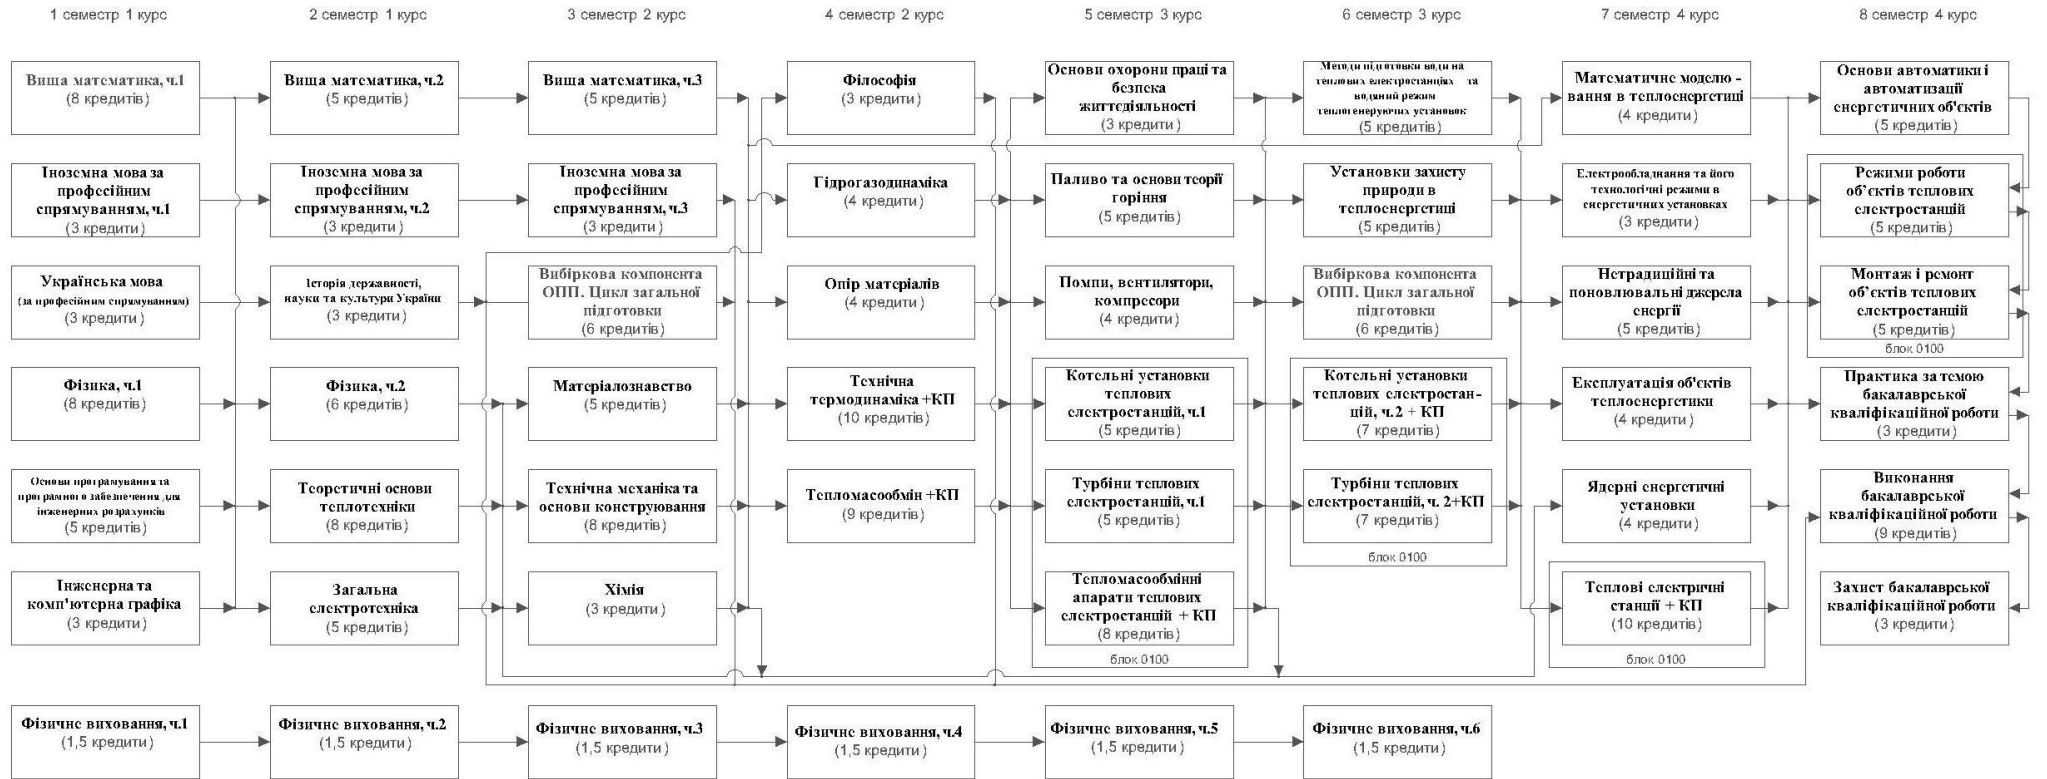 1 семестр 1 курс
2 семестр 1 курс
3 семестр 2 курс
4 семестр 2 курс
5 семестр 3 курс
6 семестр 3 курс
7 семестр 4 курс
8 семестр 4 курс
Вища математика, ч.1
(8 кредитів)
Вища математика, ч.2
(5 кредитів)
Вища математика, ч.3
(5 кредитів)
Філософія
(3 кредити)
Основи охорони праці та
безпека
життєдіяльності
(3 кредити)
Методи підготовки води на
теплових електростанціях та
водяний режим
теплогенеруючих установок
(5 кредитів)
Математичне моделю -
вання в теплоенергетиці
(4 кредити)
Основи автоматики і
автоматизації
енергетичних об'єктів
(5 кредитів)
Іноземна мова за
професійним
спрямуванням, ч.1
(3 кредити)
Іноземна мова за
професійним
спрямуванням, ч.2
(3 кредити)
Іноземна мова за
професійним
спрямуванням, ч.3
(3 кредити)
Гідрогазодинаміка
(4 кредити)
Паливо та основи теорії
горіння
(5 кредитів)
Установки захисту
природи в
теплоенергетиці
(5 кредитів)
Електрообладнання та його
технологічні режими в
енергетичних установках
(3 кредити)
Режими роботи
об'єктів теплових
електростанцій
(5 кредитів)
Українська мова
(за професійним спрямуванням)
(3 кредити)
Історія державності,
науки та культури України
(3 кредити)
Вибіркова компонента
ОПП. Цикл загальної
підготовки
(6 кредитів)
Опір матеріалів
(4 кредити)
Помпи, вентилятори,
компресори
(4 кредити)
Вибіркова компонента
ОПП. Цикл загальної
підготовки
(6 кредитів)
Нетрадиційні та
поновлювальні джерела
енергії
(5 кредитів)
Монтаж і ремонт
об'єктів теплових
електростанцій
(5 кредитів)
блок 0100
Фізика, ч.1
(8 кредитів)
Фізика, ч.2
(6 кредитів)
Матеріалознавство
(5 кредитів)
Технічна
термодинаміка +КП
(10 кредитів)
Котельні установки
теплових
електростанцій, ч.1
(5 кредитів)
Котельні установки
теплових електростан-
цій, ч.2 + КП
(7 кредитів)
Експлуатація об'єктів
теплоенергетики
(4 кредити)
Практика за темою
бакалаврської
кваліфікаційної роботи
(3 кредити)
Основи програмування та
програмного забезпечення для
інженерних розрахунків
(5 кредитів)
Теоретичні основи
теплотехніки
(8 кредитів)
Технічна механіка та
основи конструювання
(8 кредитів)
Тепломасообмін +КП
(9 кредитів)
Турбіни теплових
електростанцій, ч.1
(5 кредитів)
Турбіни теплових
електростанцій, ч. 2+КП
(7 кредитів)
блок 0100
Ядерні енергетичні
установки
(4 кредити)
Виконання
бакалаврської
кваліфікаційної роботи
(9 кредитів)
Інженерна та
комп'ютерна графіка
(3 кредити)
Загальна
електротехніка
(5 кредитів)
Хімія
(3 кредити)
Тепломасообмінні
апарати теплових
електростанцій + КП
(8 кредитів)
блок 0100
Теплові електричні
станції + КП
(10 кредитів)
блок 0100
Захист бакалаврської
кваліфікаційної роботи
(3 кредити)
Фізичне виховання, ч.1
(1,5 кредити)
Фізичне виховання, ч.2
(1,5 кредити)
Фізичне виховання, ч.3
(1,5 кредити)
Фізичне виховання, ч.4
(1,5 кредити)
Фізичне виховання, ч.5
(1,5 кредити)
Фізичне виховання, ч.6
(1,5 кредити)